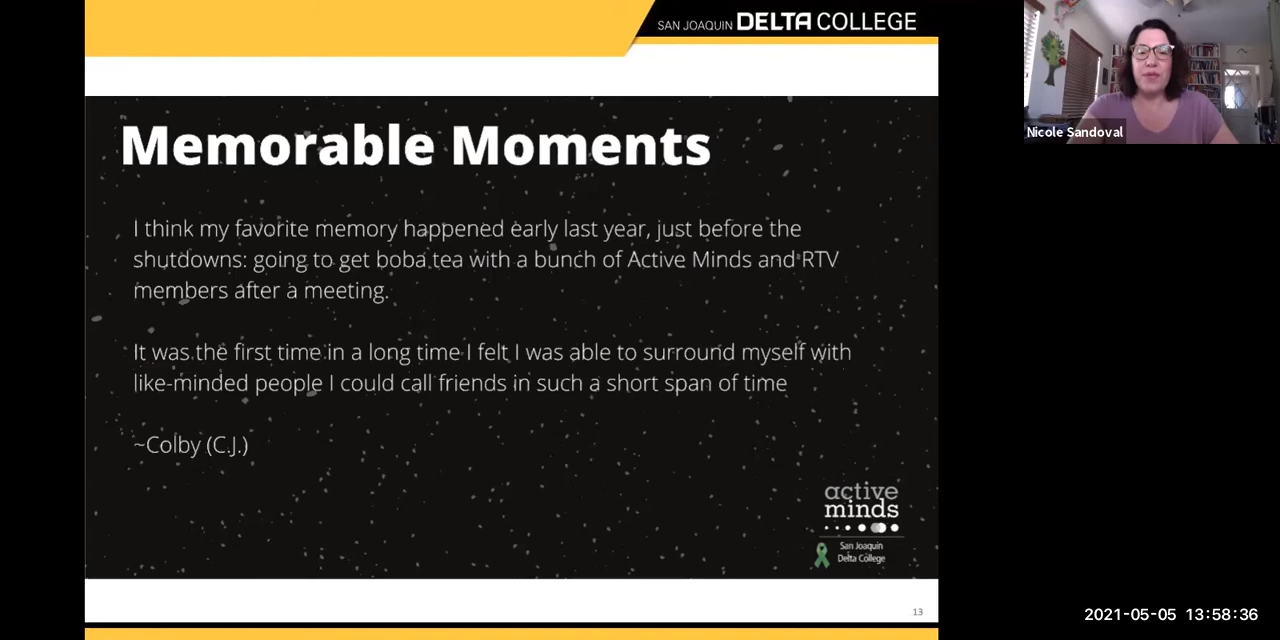 SAN JOAQUIN DELTA COLLEGE
Nicole Sandoval
Memorable Moments
I think my favorite memory happened early last year, just before the
shutdowns: going to get boba tea with a bunch of Active Minds and RTV
members after a meeting.
It was the first time in a long time I felt I was able to surround myself with
like-minded people I could call friends in such a short span of time
~Colby (C.J.)
active
minds
San Joaquin
Delta College
13
2021-05-05 13:58:36